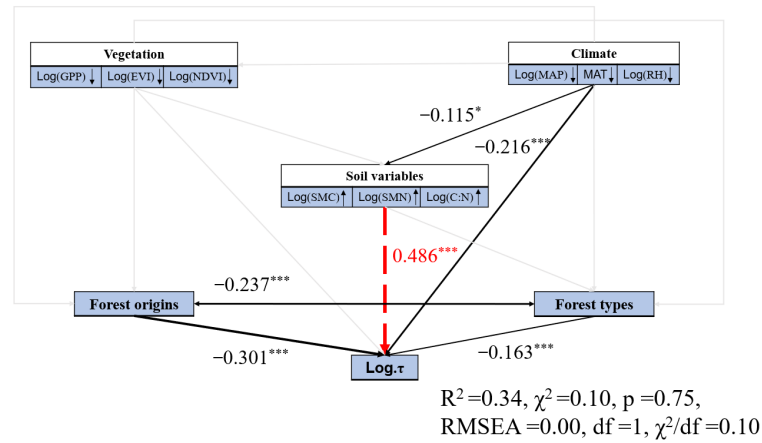 Vegetation
Climate
Log(GPP)↓ Log(EVI)↓ Log(NDVI)↓
Log(MAP)↓ MAT↓ Log(RH)↓
−0.115*
−0.216***
Soil variables
Log(SMC)↑ Log(SMN)↑ Log(C:N)↑
0.486***
−0.237***
Forest origins
Forest types
−0.301***
−0.163***
Log.τ
R² =0.34, χ² =0.10, p =0.75,
RMSEA =0.00, df =1, χ²/df =0.10